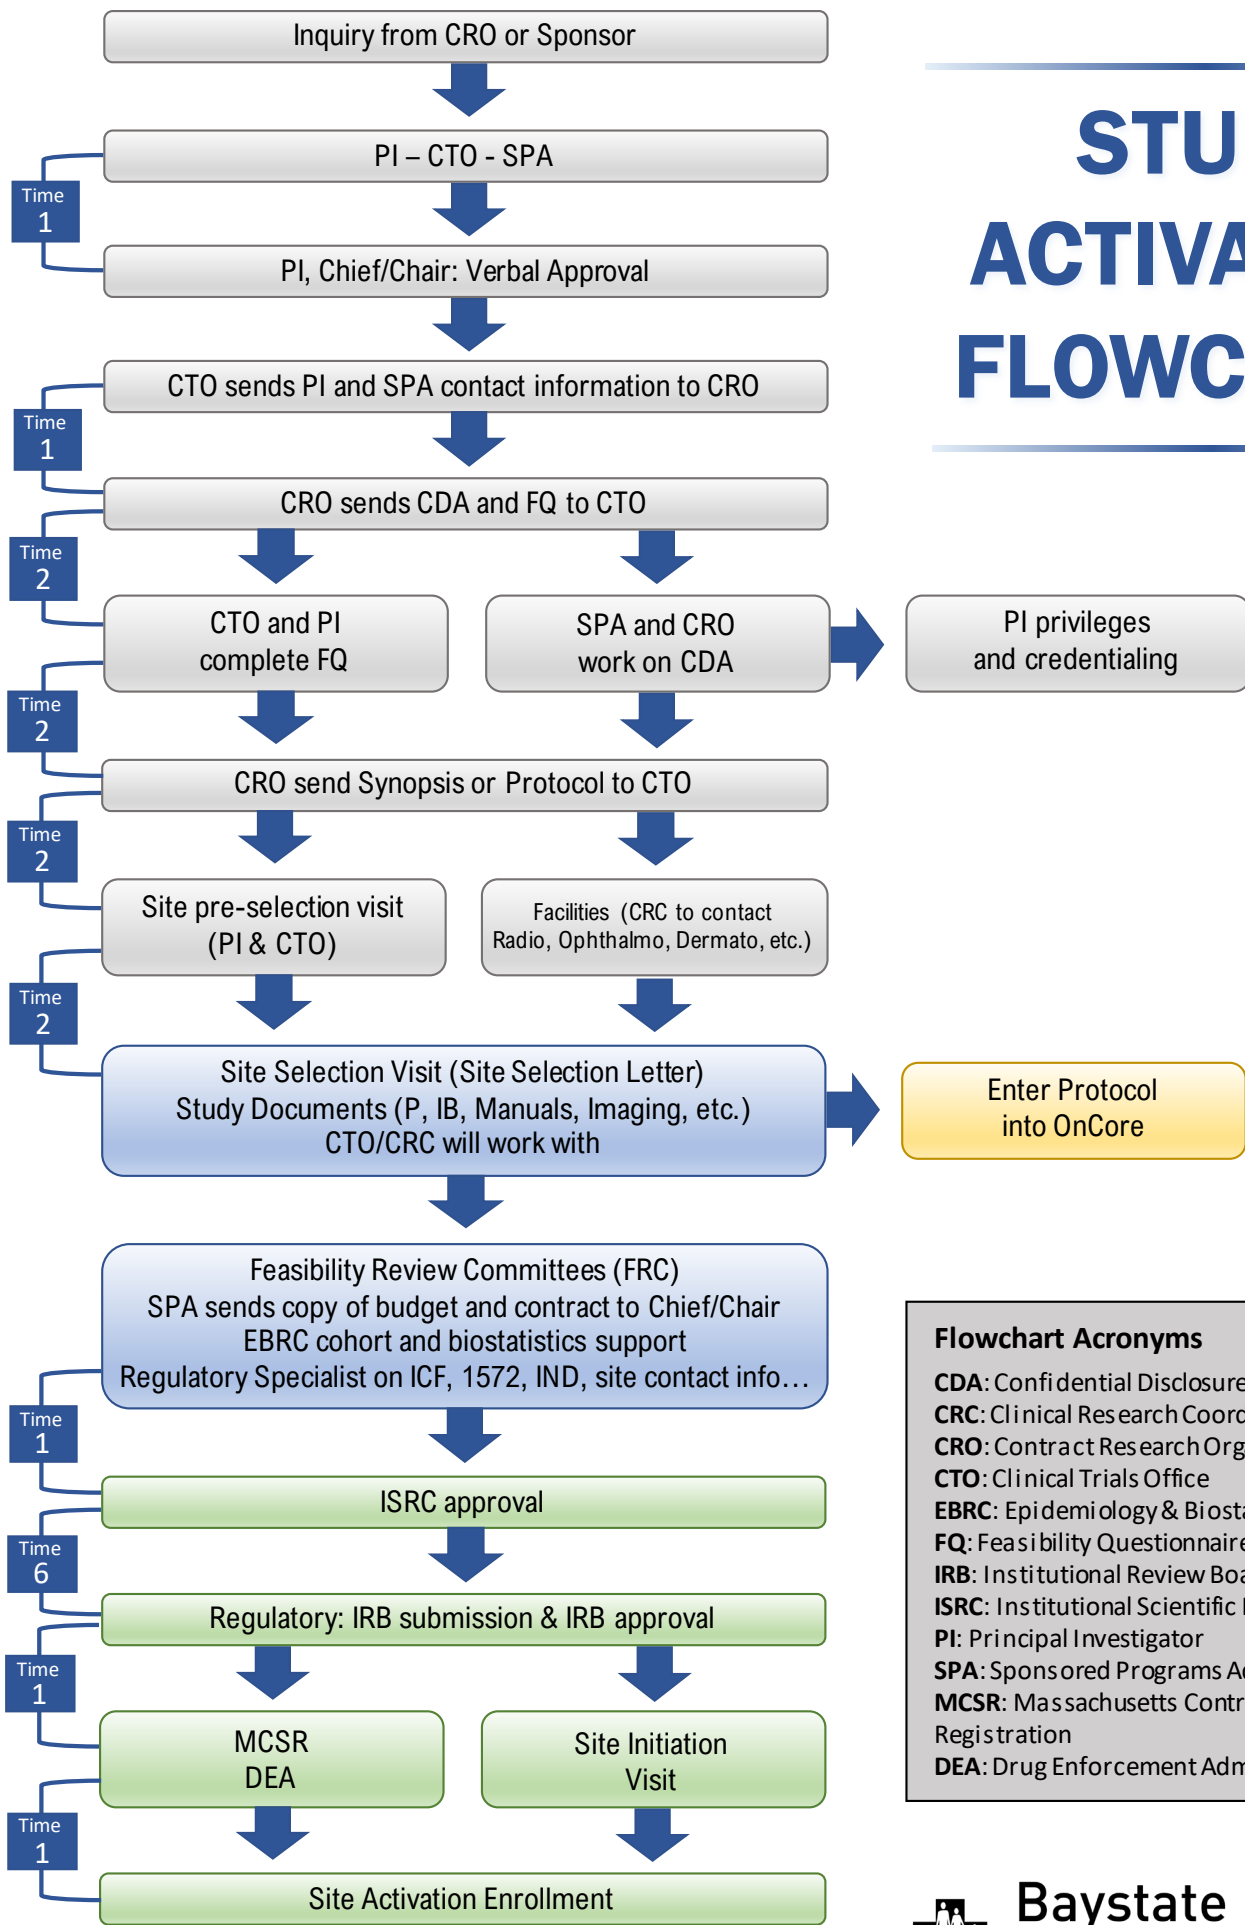 Inquiry from CRO or Sponsor
STU
ACTIVA
FLOWC
PI – CTO - SPA
Time
1
PI, Chief/Chair: Verbal Approval
CTO sends PI and SPA contact information to CRO
Time
1
CRO sends CDA and FQ to CTO
Time
2
CTO and PI
complete FQ
SPA and CRO
work on CDA
PI privileges
and credentialing
Time
2
CRO send Synopsis or Protocol to CTO
Time
2
Site pre-selection visit
(PI & CTO)
Facilities (CRC to contact
Radio, Ophthalmo, Dermato, etc.)
Time
2
Site Selection Visit (Site Selection Letter)
Study Documents (P, IB, Manuals, Imaging, etc.)
CTO/CRC will work with
Enter Protocol
into OnCore
Feasibility Review Committees (FRC)
SPA sends copy of budget and contract to Chief/Chair
EBRC cohort and biostatistics support
Regulatory Specialist on ICF, 1572, IND, site contact info…
Time
1
ISRC approval
Time
6
Regulatory: IRB submission & IRB approval
Time
1
MCSR
DEA
Site Initiation
Visit
Time
1
Site Activation Enrollment
Flowchart Acronyms
CDA: Confidential Disclosure
CRC: Clinical Research Coord
CRO: Contract Research Org
CTO: Clinical Trials Office
EBRC: Epidemiology & Biosta
FQ: Feasibility Questionnaire
IRB: Institutional Review Boa
ISRC: Institutional Scientific
PI: Principal Investigator
SPA: Sponsored Programs A
MCSR: Massachusetts Contr
Registration
DEA: Drug Enforcement Adm
Baystate